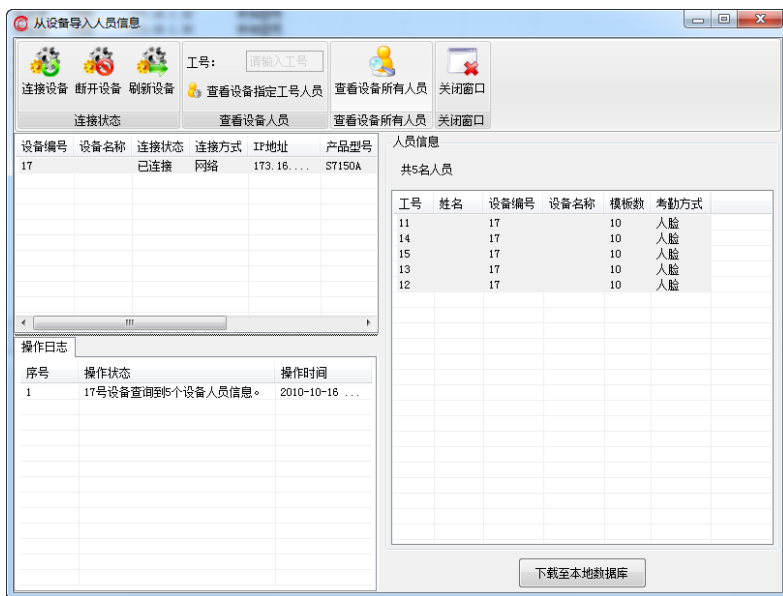 从设备导入人员信息
工号： 请输入工号
连接设备 断开设备 刷新设备 查看设备指定工号人员 查看设备所有人员 关闭窗口
连接状态 查看设备人员 查看设备所有人员 关闭窗口
设备编号 设备名称 连接状态 连接方式 IP地址 产品型号
17 已连接 网络 173.16.... S7150A
操作日志
序号 操作状态 操作时间
1 17号设备查询到5个设备人员信息。 2010-10-16 ...
人员信息
共5名人员
工号 姓名 设备编号 设备名称 模板数 考勤方式
11 17 10 人脸
14 17 10 人脸
15 17 10 人脸
13 17 10 人脸
12 17 10 人脸
下载至本地数据库